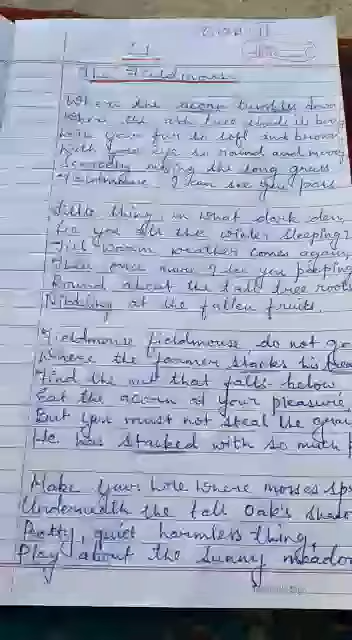 The Fieldmouse
Where the acorn tumbles down
Where the ash tree sheds its
your fur so soft and brown
With your eye so round and merry
Scarcely moving the long grass
Fieldmouse, I can see you pass
Little thing, in what dark den,
Lie you all the winter sleeping?
Till warm weather comes again,
Then once more I see you peeping
Round about the tall tree roots
Nibbling at the fallen fruits.
Fieldmouse fieldmouse do not go
Where the farmer stacks his
Find the nut that falls below
Eat the acorn at your pleasure,
But you must not steal the
He has stacked with so much
Make your hole where mosses
Underneath the tall Oak's
Pretty, quiet harmless thing,
Play about the Sunny